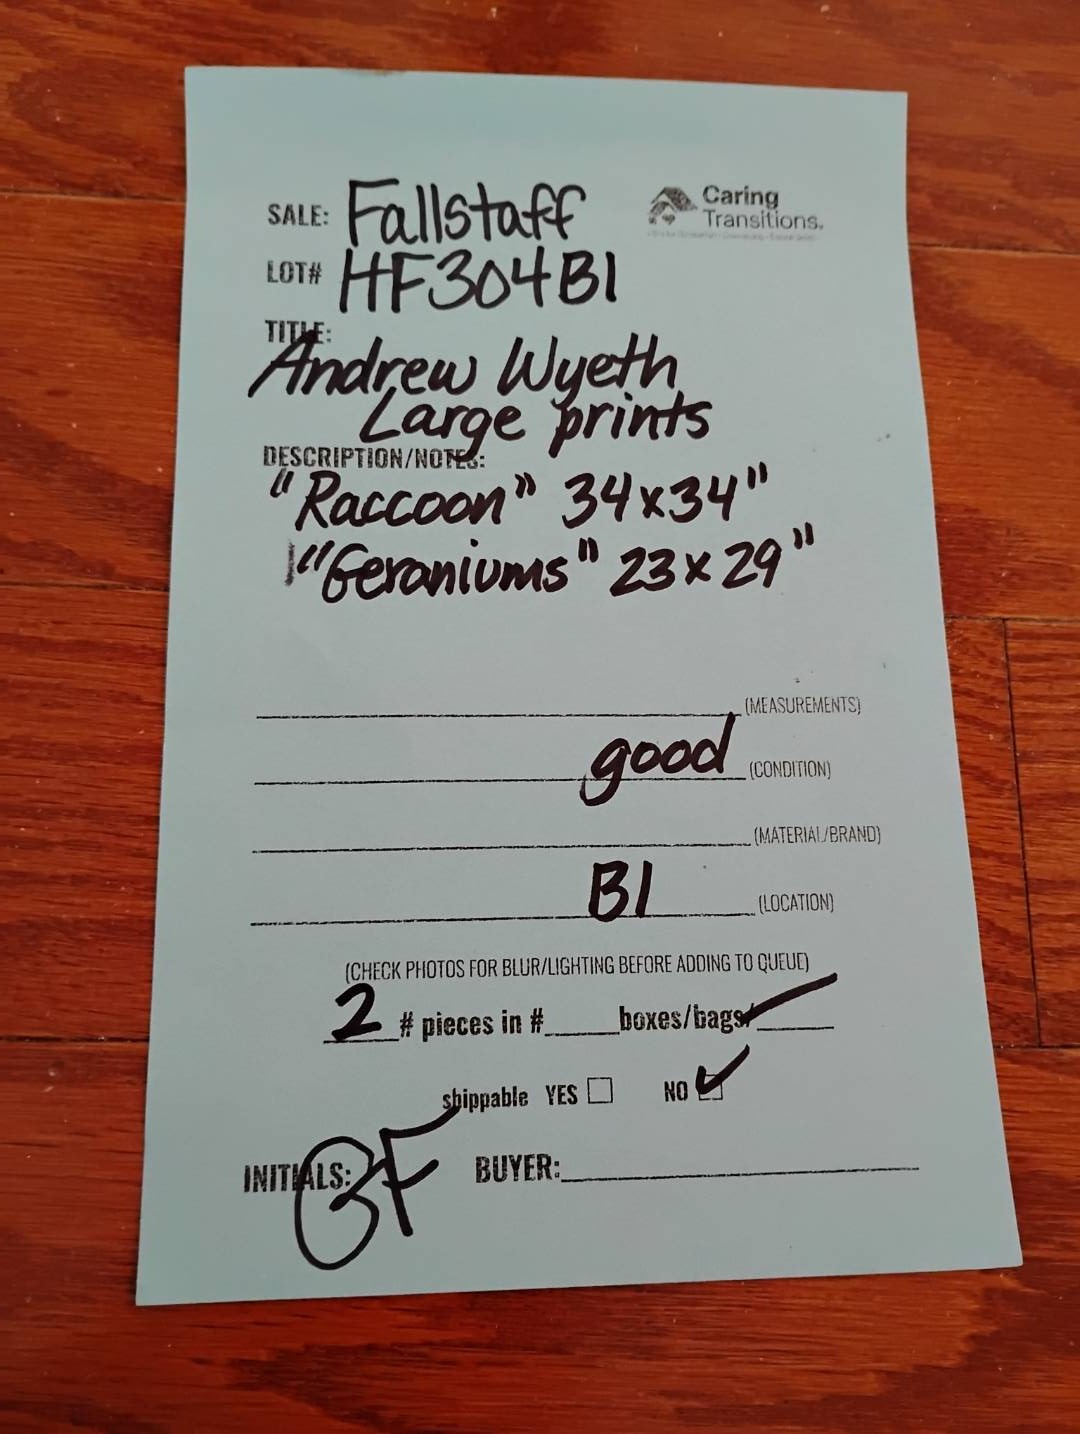 SALE: Fallstaff
Caring
Transitions.
LOT# HF304B1
TITLE:
Andrew Wyeth
Large prints
DESCRIPTION/NOTES:
"Raccoon" 34x34"
"Geraniums" 23x29"
(MEASUREMENTS)
good (CONDITION)
(MATERIAL/BRAND)
B1 (LOCATION)
(CHECK PHOTOS FOR BLUR/LIGHTING BEFORE ADDING TO QUEUE)
2 # pieces in #______boxes/bags/______
shippable YES ☐ NO ☑
INITIALS: GF BUYER: